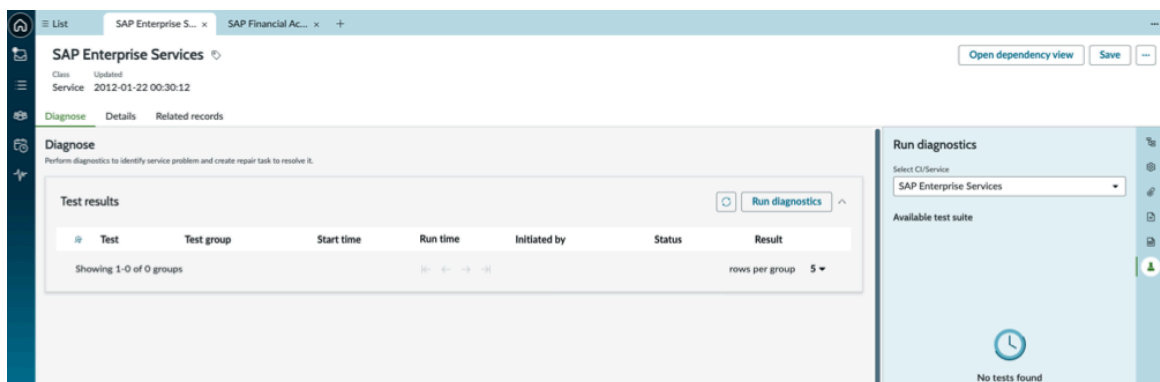 List
SAP Enterprise S... ×
SAP Financial Ac... × +
SAP Enterprise Services
Open dependency view
Save
Class Updated
Service 2012-01-22 00:30:12
Diagnose Details Related records
Diagnose
Perform diagnostics to identify service problem and create repair task to resolve it.
Test results
Run diagnostics
Test Test group Start time Run time Initiated by Status Result
Showing 1-0 of 0 groups
rows per group 5
Run diagnostics
Select CI/Service
SAP Enterprise Services
Available test suite
No tests found